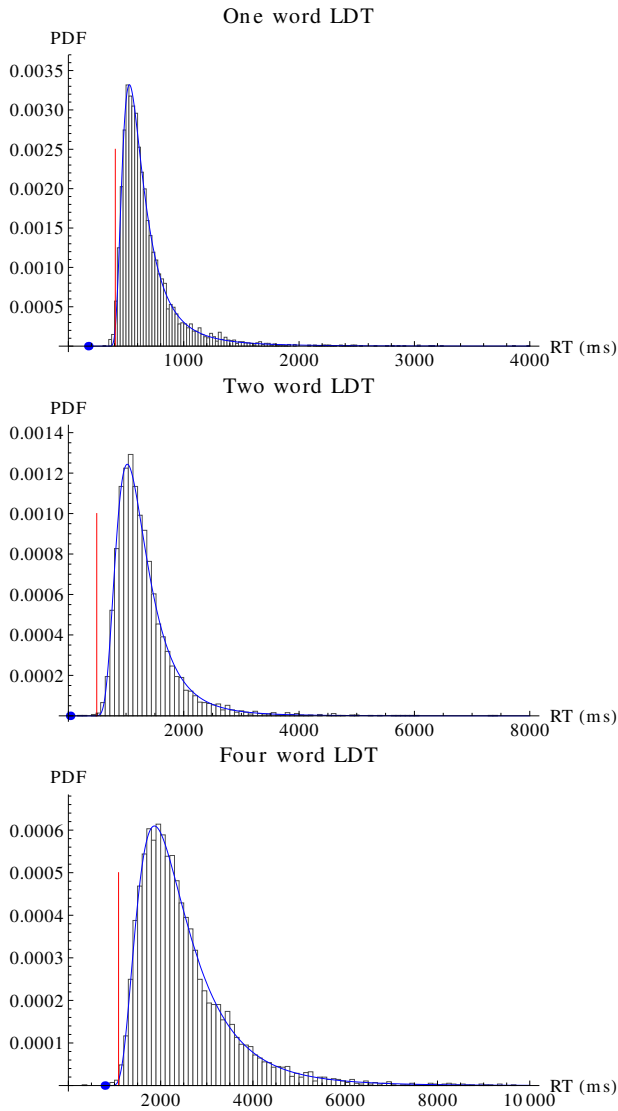 One word LDT
PDF
0.0035
0.0030
0.0025
0.0020
0.0015
0.0010
0.0005
1000 2000 3000 4000 RT (ms)
Two word LDT
PDF
0.0014
0.0012
0.0010
0.0008
0.0006
0.0004
0.0002
2000 4000 6000 8000 RT (ms)
Four word LDT
PDF
0.0006
0.0005
0.0004
0.0003
0.0002
0.0001
2000 4000 6000 8000 10000 RT (ms)